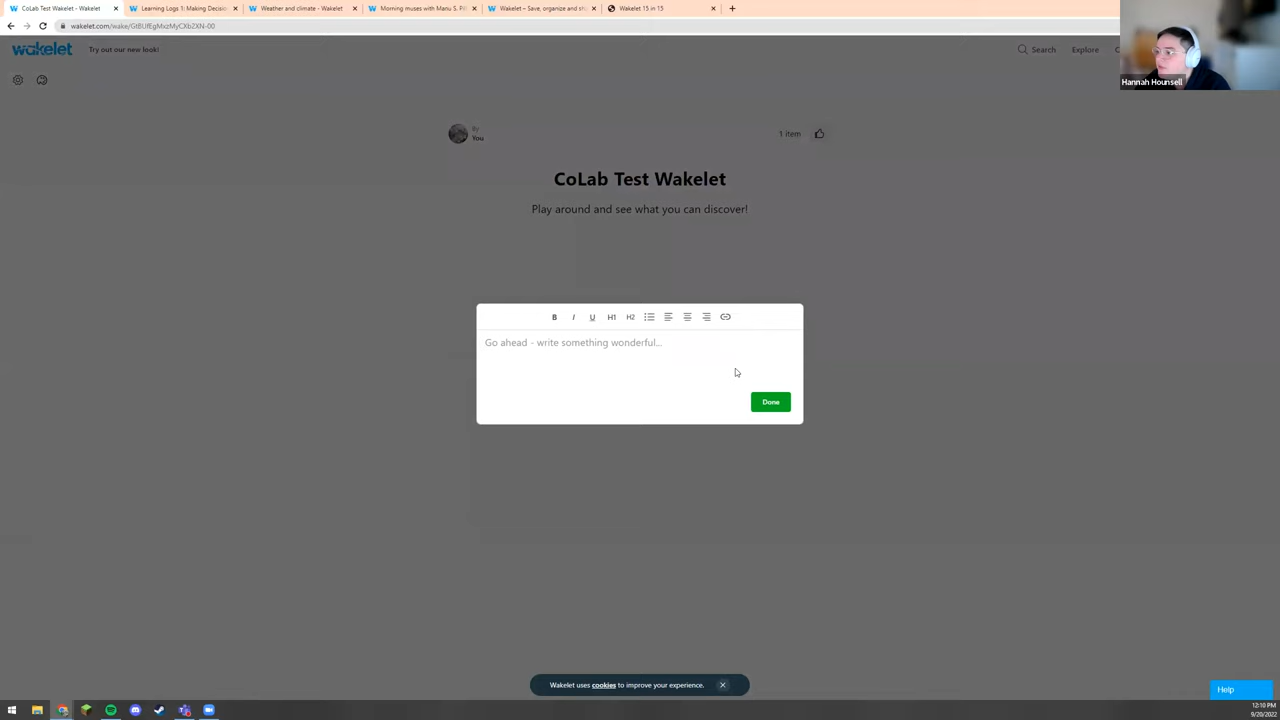 CoLab Test Wakelet - Wakelet
Learning Logs 1: Making Decision
Weather and climate - Wakelet
Morning muses with Manu S. Pil
Wakelet – Save, organize and sh
Wakelet 15 in 15
wakelet.com/wake/GtBUfEgMxzMyCXb2XN-00
wakelet
Try out our new look!
Search
Explore
Hannah Hounsell
By
You
1 item
CoLab Test Wakelet
Play around and see what you can discover!
B I U H1 H2
Go ahead - write something wonderful...
Done
Wakelet uses cookies to improve your experience.
Help
12:10 PM
9/20/2022